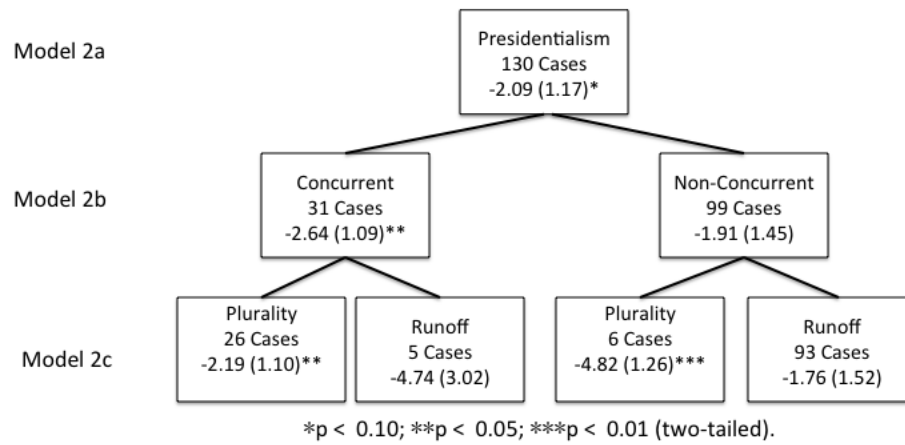 Model 2a
Presidentialism
130 Cases
-2.09 (1.17)*
Model 2b
Concurrent
31 Cases
-2.64 (1.09)**
Non-Concurrent
99 Cases
-1.91 (1.45)
Model 2c
Plurality
26 Cases
-2.19 (1.10)**
Runoff
5 Cases
-4.74 (3.02)
Plurality
6 Cases
-4.82 (1.26)***
Runoff
93 Cases
-1.76 (1.52)
*p < 0.10; **p < 0.05; ***p < 0.01 (two-tailed).